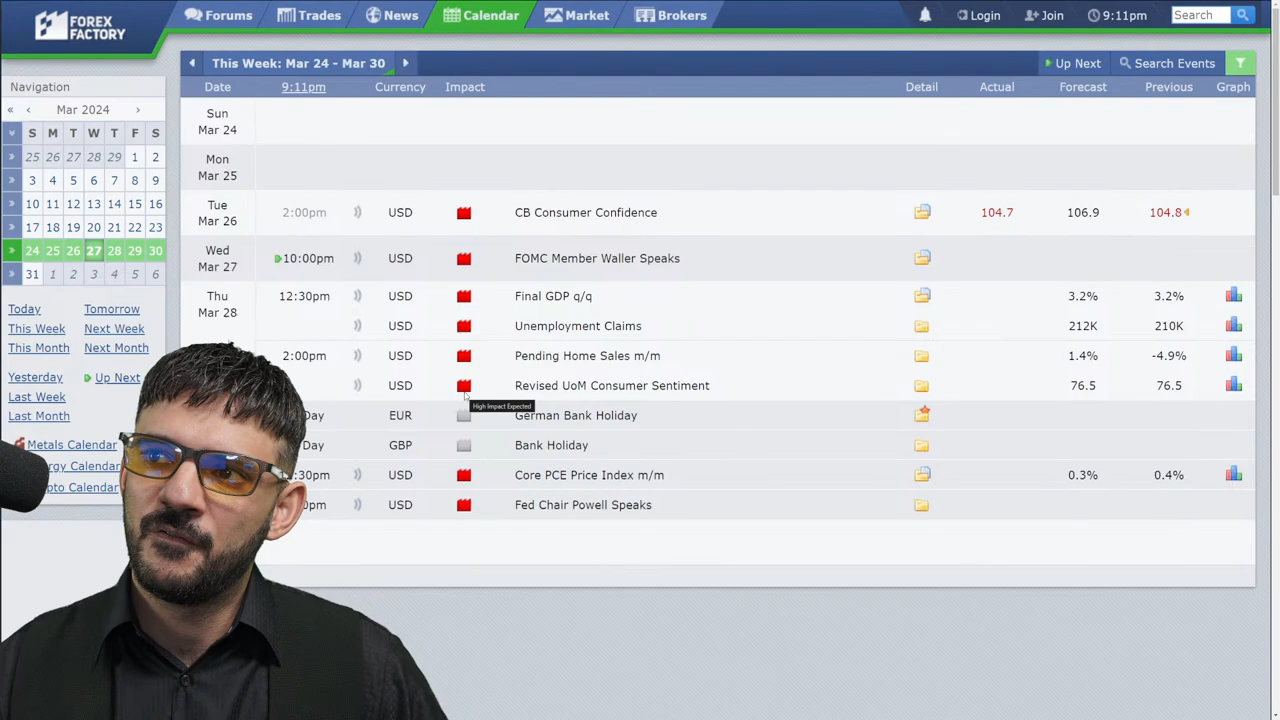 FOREX
FACTORY
Forums
Trades
News
Calendar
Market
Brokers
Login
Join
9:11pm
Search
Navigation
« ‹ Mar 2024 ›
S M T W T F S
25 26 27 28 29 1 2
3 4 5 6 7 8 9
10 11 12 13 14 15 16
17 18 19 20 21 22 23
24 25 26 27 28 29 30
31 1 2 3 4 5 6
Today Tomorrow
This Week Next Week
This Month Next Month
Yesterday Up Next
Last Week
Last Month
Metals Calendar
ergy Calendar
pto Calendar
This Week: Mar 24 - Mar 30
Up Next
Search Events
Date 9:11pm Currency Impact Detail Actual Forecast Previous Graph
Sun
Mar 24
Mon
Mar 25
Tue
Mar 26
2:00pm USD CB Consumer Confidence 104.7 106.9 104.8
Wed
Mar 27
10:00pm USD FOMC Member Waller Speaks
Thu
Mar 28
12:30pm USD Final GDP q/q 3.2% 3.2%
USD Unemployment Claims 212K 210K
2:00pm USD Pending Home Sales m/m 1.4% -4.9%
USD Revised UoM Consumer Sentiment 76.5 76.5
High Impact Expected
Day EUR German Bank Holiday
Day GBP Bank Holiday
:30pm USD Core PCE Price Index m/m 0.3% 0.4%
pm USD Fed Chair Powell Speaks